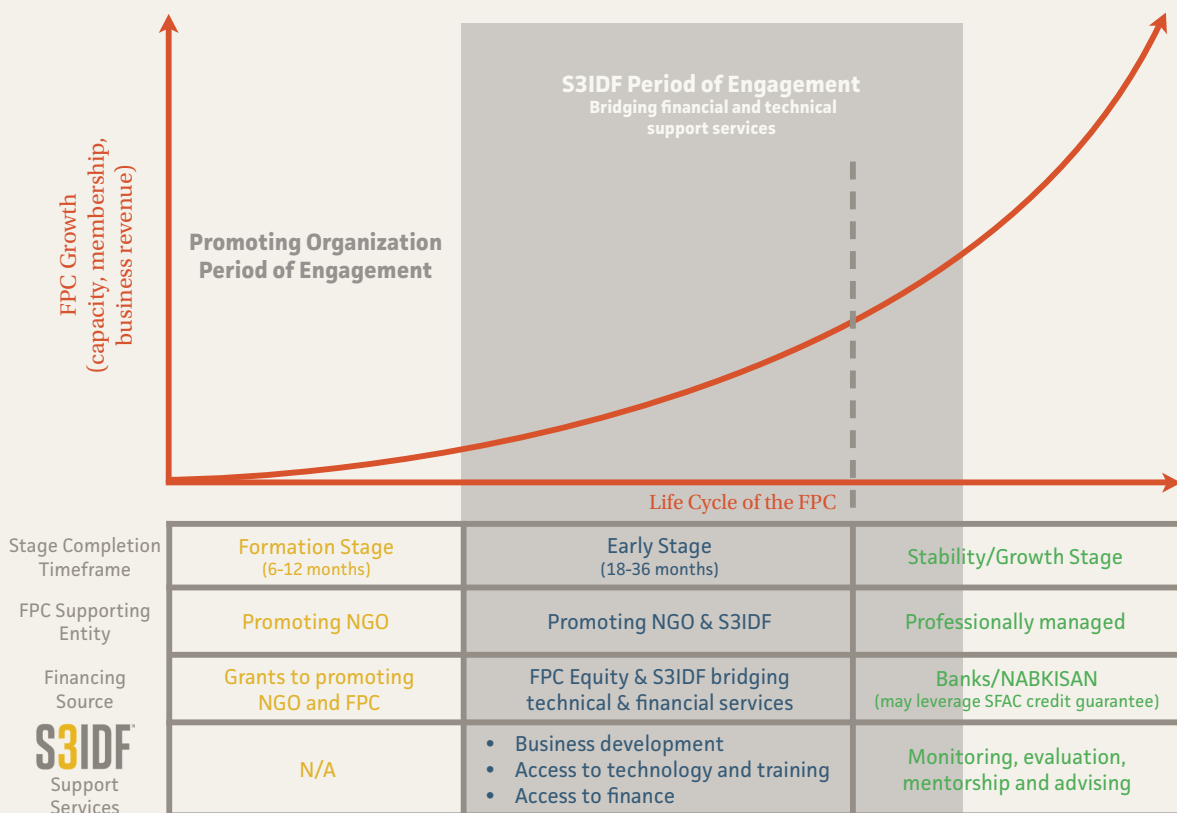 S3IDF Period of Engagement
Bridging financial and technical
support services
FPC Growth
(capacity, membership,
business revenue)
Promoting Organization
Period of Engagement
Life Cycle of the FPC
Stage Completion
Timeframe
Formation Stage
(6-12 months)
Early Stage
(18-36 months)
Stability/Growth Stage
FPC Supporting
Entity
Promoting NGO
Promoting NGO & S3IDF
Professionally managed
Financing
Source
Grants to promoting
NGO and FPC
FPC Equity & S3IDF bridging
technical & financial services
Banks/NABKISAN
(may leverage SFAC credit guarantee)
S3IDF
Support
Services
N/A
• Business development
• Access to technology and training
• Access to finance
Monitoring, evaluation,
mentorship and advising